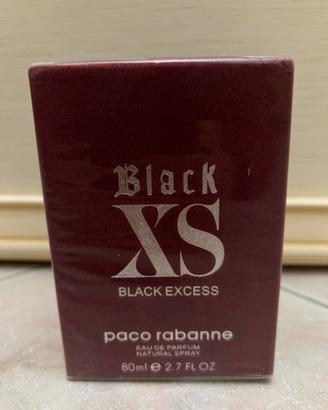 Black
XS
BLACK EXCESS
paco rabanne
EAU DE PARFUM
NATURAL SPRAY
80ml e 2.7 FL OZ